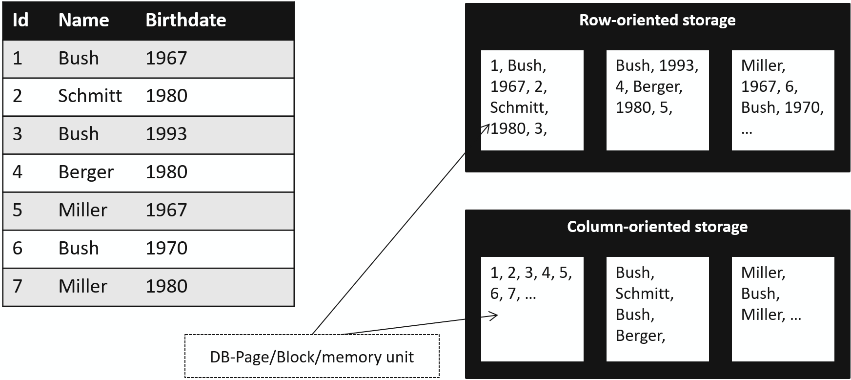 Id Name Birthdate
1 Bush 1967
2 Schmitt 1980
3 Bush 1993
4 Berger 1980
5 Miller 1967
6 Bush 1970
7 Miller 1980
Row-oriented storage
1, Bush,
1967, 2,
Schmitt,
1980, 3,
Bush, 1993,
4, Berger,
1980, 5,
Miller,
1967, 6,
Bush, 1970,
...
Column-oriented storage
1, 2, 3, 4, 5,
6, 7, ...
Bush,
Schmitt,
Bush,
Berger,
Miller,
Bush,
Miller, ...
DB-Page/Block/memory unit